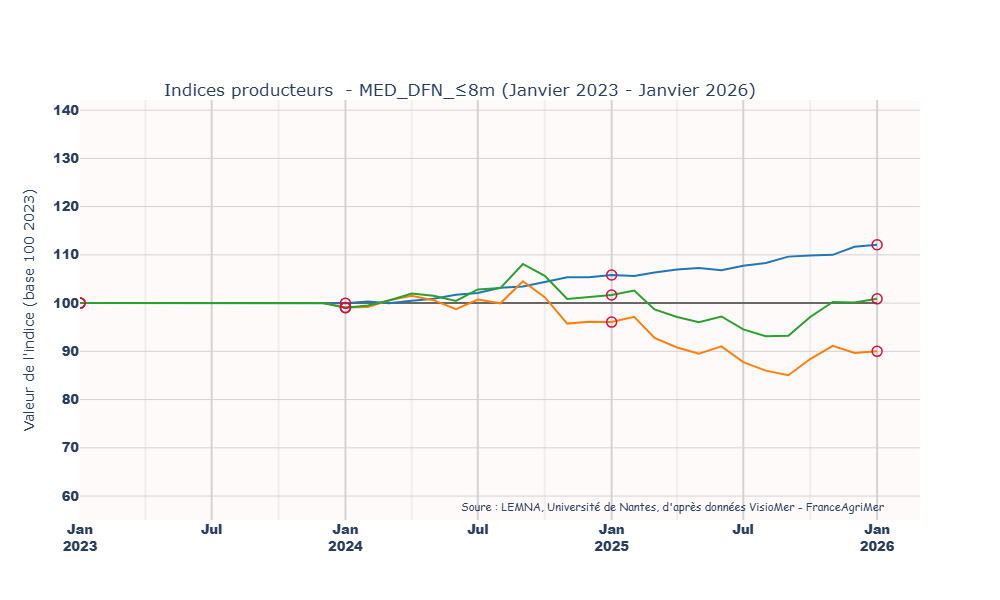 Indices producteurs  - MED_DFN_≤8m (Janvier 2023 - Janvier 2026)
Valeur de l'indice (base 100 2023)
140
130
120
110
100
90
80
70
60
Soure : LEMNA, Université de Nantes, d'après données VisioMer - FranceAgriMer
Jan Jul Jan Jul Jan Jul Jan
2023 2024 2025 2026